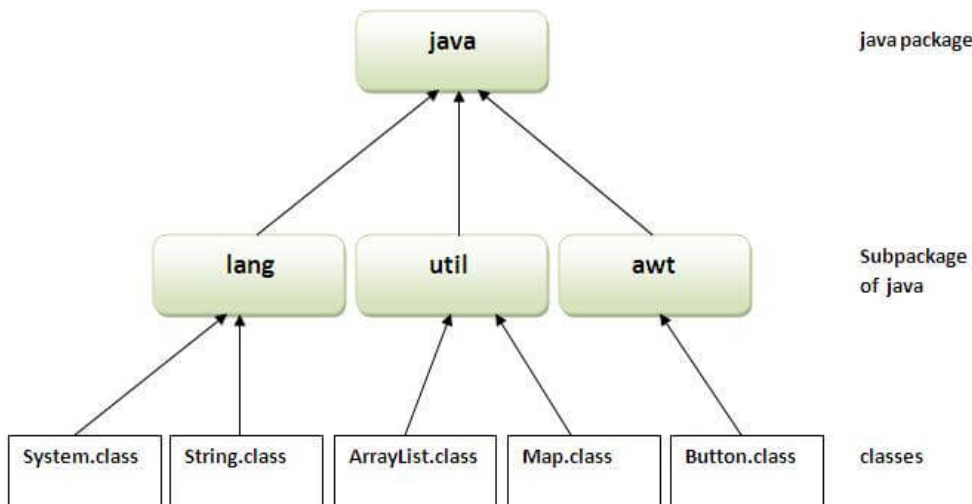 java
java package
lang
util
awt
Subpackage
of java
System.class
String.class
ArrayList.class
Map.class
Button.class
classes